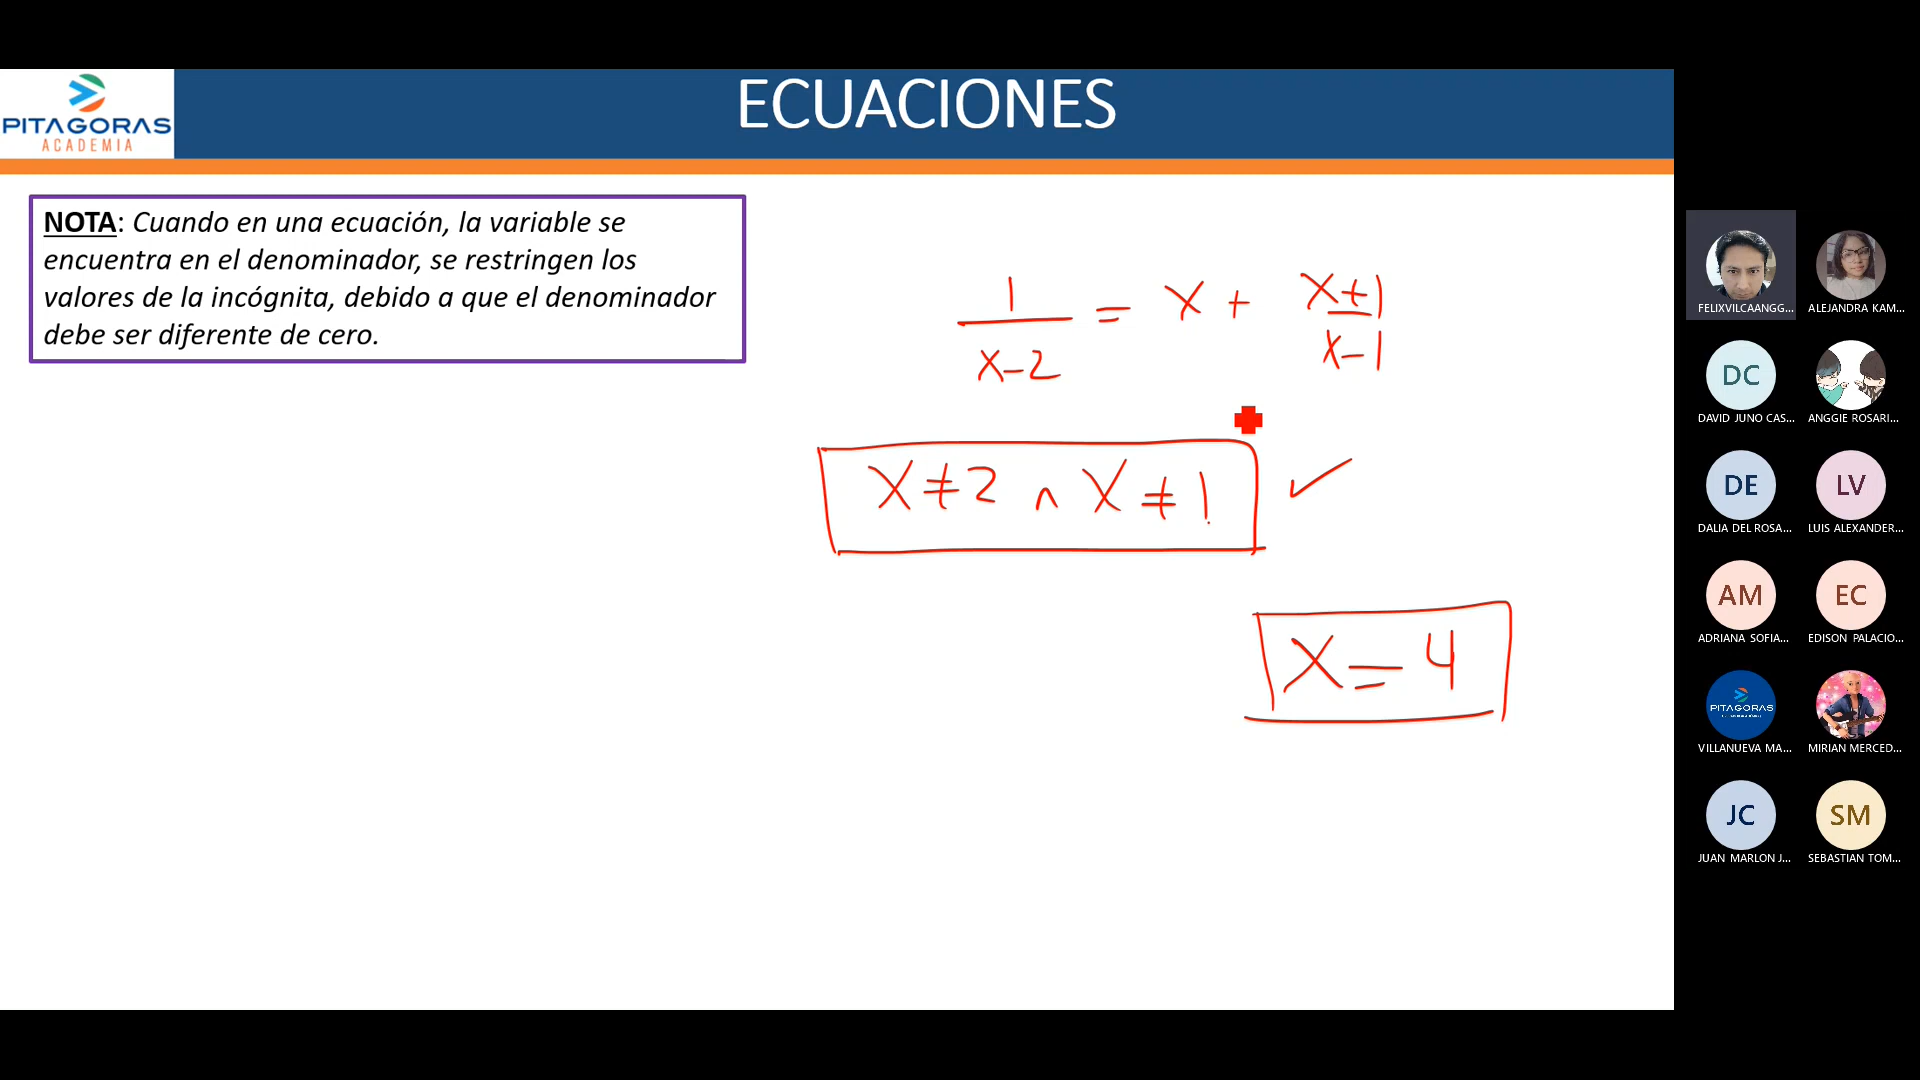 ECUACIONES
PITAGORAS
ACADEMIA
NOTA: Cuando en una ecuación, la variable se
encuentra en el denominador, se restringen los
valores de la incógnita, debido a que el denominador
debe ser diferente de cero.
1/(x-2) = x + (x+1)/(x-1)
x ≠ 2 ∧ x ≠ 1 ✓
x = 4
FELIXVILCAANGG...
ALEJANDRA KAM...
DC
DAVID JUNO CAS...
ANGGIE ROSARI...
DE
DALIA DEL ROSA...
LV
LUIS ALEXANDER...
AM
ADRIANA SOFIA...
EC
EDISON PALACIO...
PITAGORAS
VILLANUEVA MA...
MIRIAN MERCED...
JC
JUAN MARLON J...
SM
SEBASTIAN TOM...